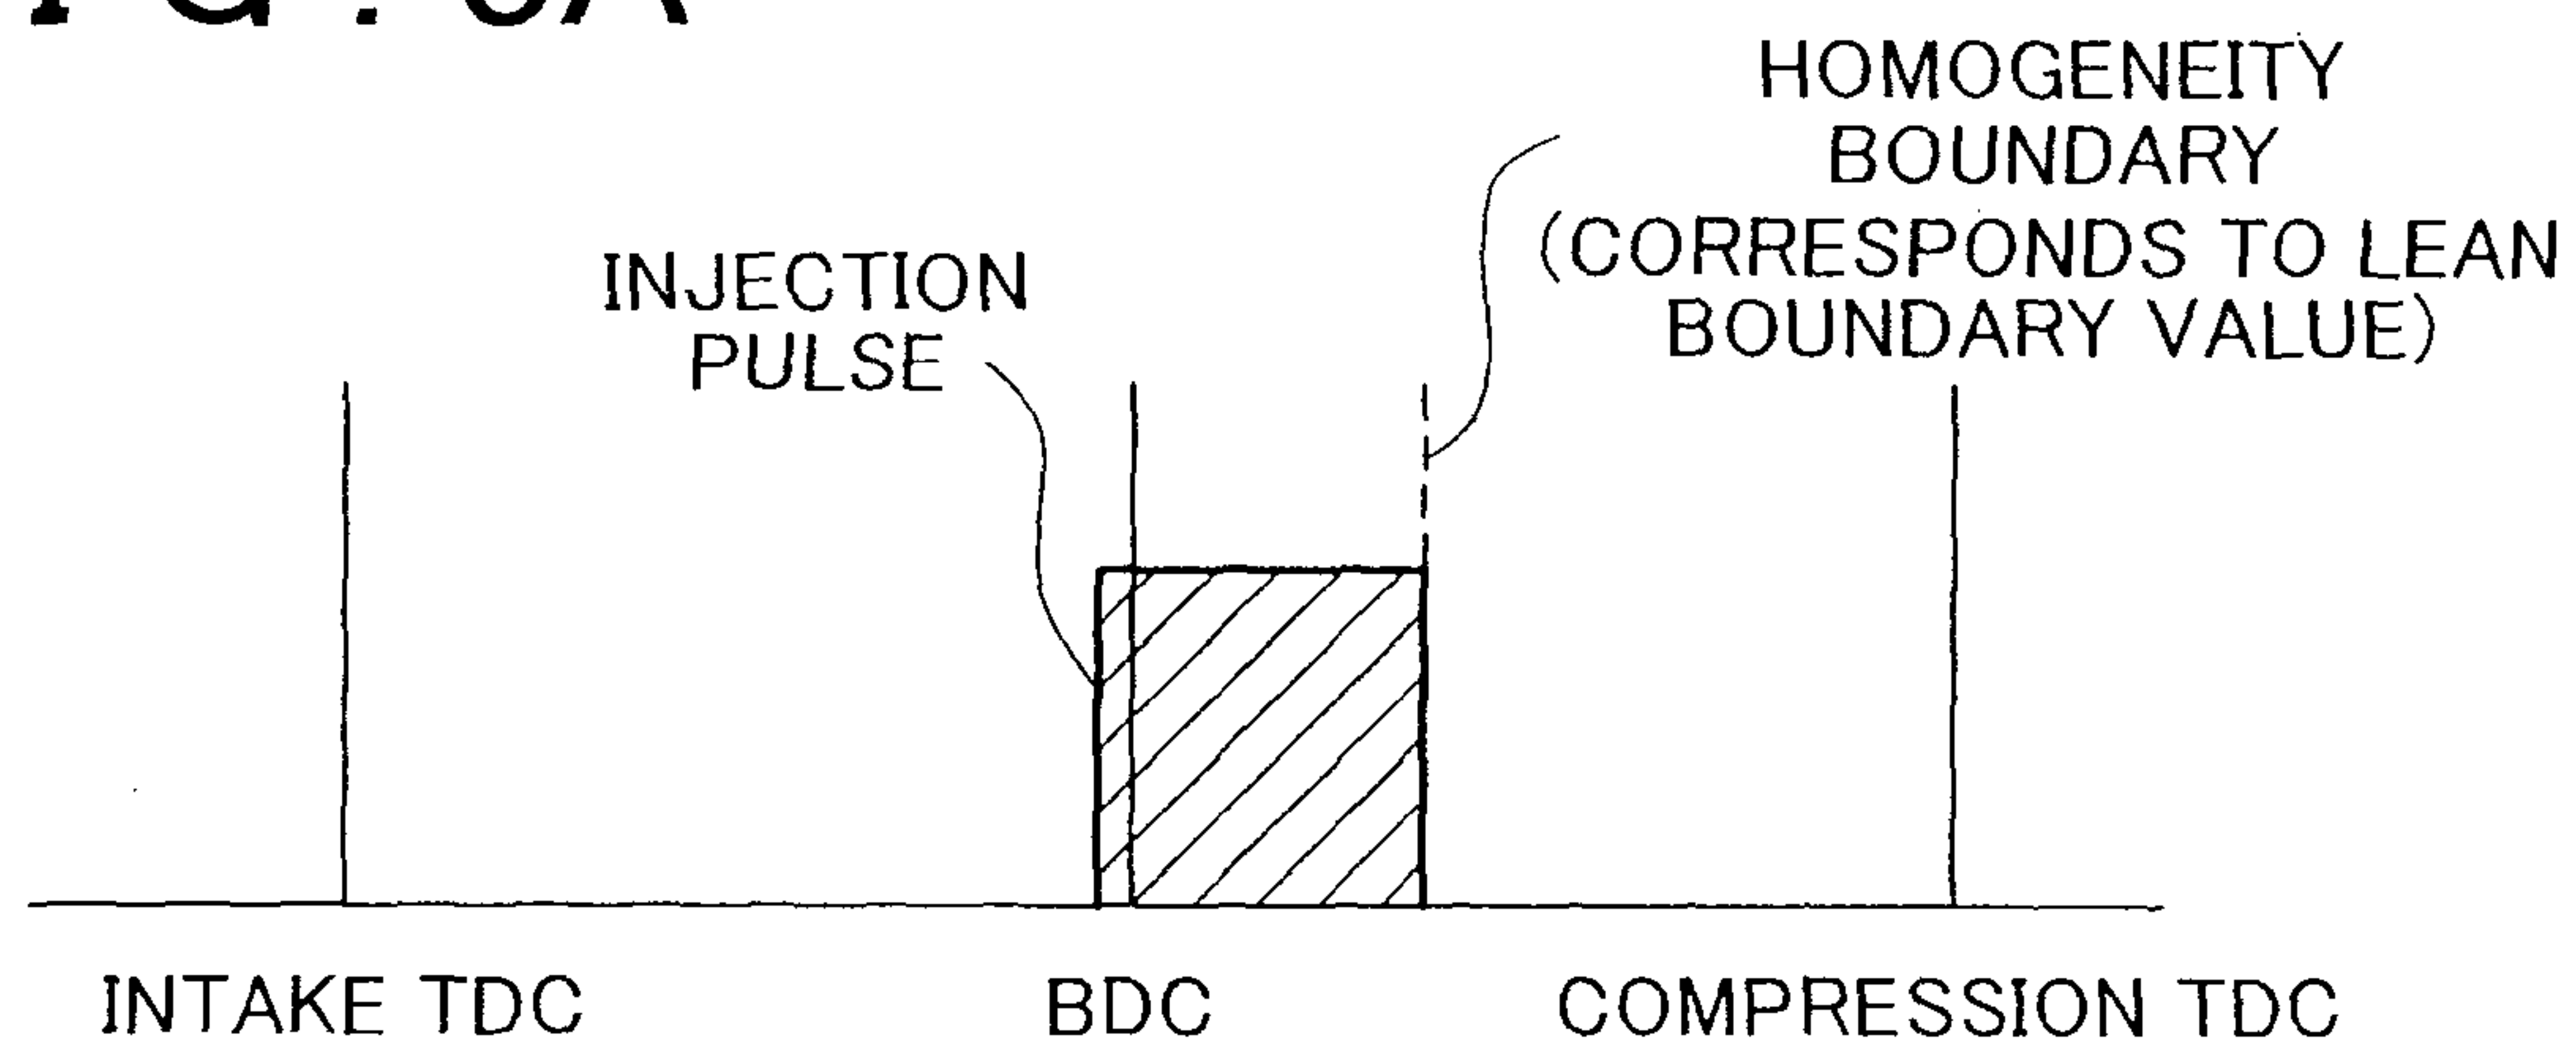 HOMOGENEITY
BOUNDARY
(CORRESPONDS TO LEAN
BOUNDARY VALUE)
INJECTION
PULSE
INTAKE TDC
BDC
COMPRESSION TDC